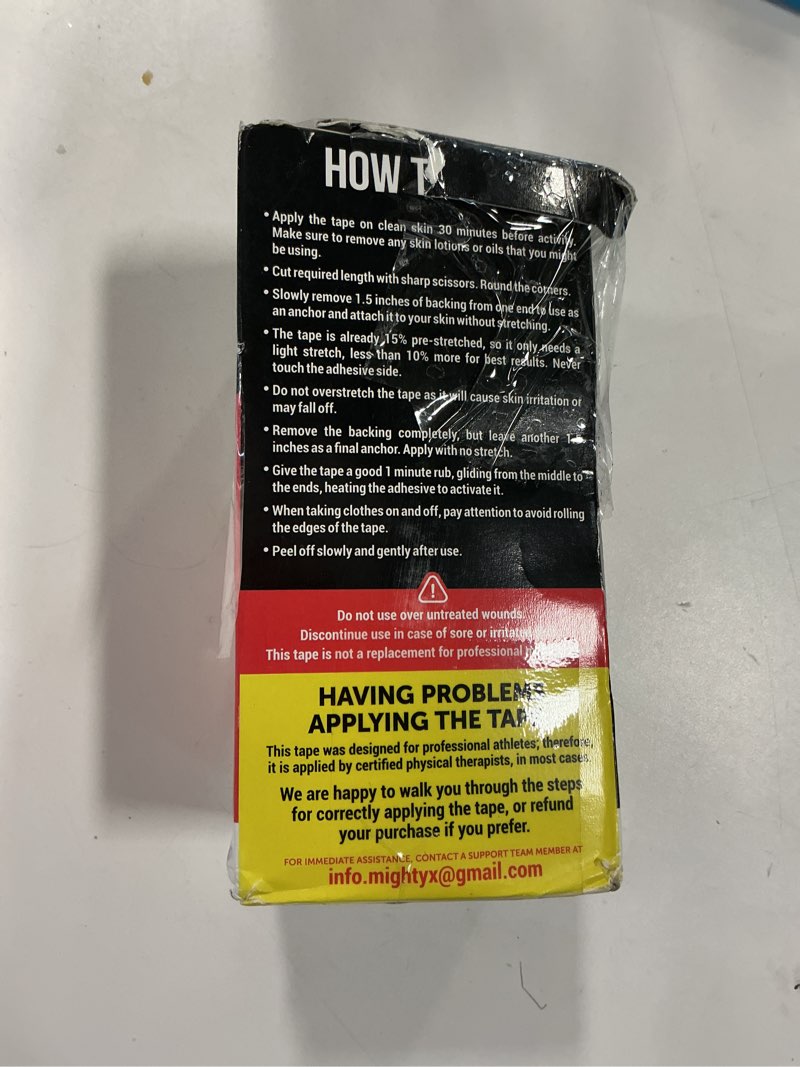 HOW T
• Apply the tape on clean skin 30 minutes before activity.
Make sure to remove any skin lotions or oils that you might
be using.
• Cut required length with sharp scissors. Round the corners.
• Slowly remove 1.5 inches of backing from one end to use as
an anchor and attach it to your skin without stretching.
• The tape is already 15% pre-stretched, so it only needs a
light stretch, less than 10% more for best results. Never
touch the adhesive side.
• Do not overstretch the tape as it will cause skin irritation or
may fall off.
• Remove the backing completely, but leave another 1.5
inches as a final anchor. Apply with no stretch.
• Give the tape a good 1 minute rub, gliding from the middle to
the ends, heating the adhesive to activate it.
• When taking clothes on and off, pay attention to avoid rolling
the edges of the tape.
• Peel off slowly and gently after use.
Do not use over untreated wounds.
Discontinue use in case of sore or
This tape is not a replacement for professional
HAVING PROBLEMS
APPLYING THE
This tape was designed for professional athletes; therefore,
it is applied by certified physical therapists, in most cases.
We are happy to walk you through the steps
for correctly applying the tape, or refund
your purchase if you prefer.
FOR IMMEDIATE ASSISTANCE, CONTACT A SUPPORT TEAM MEMBER AT
info.mightyx@gmail.com